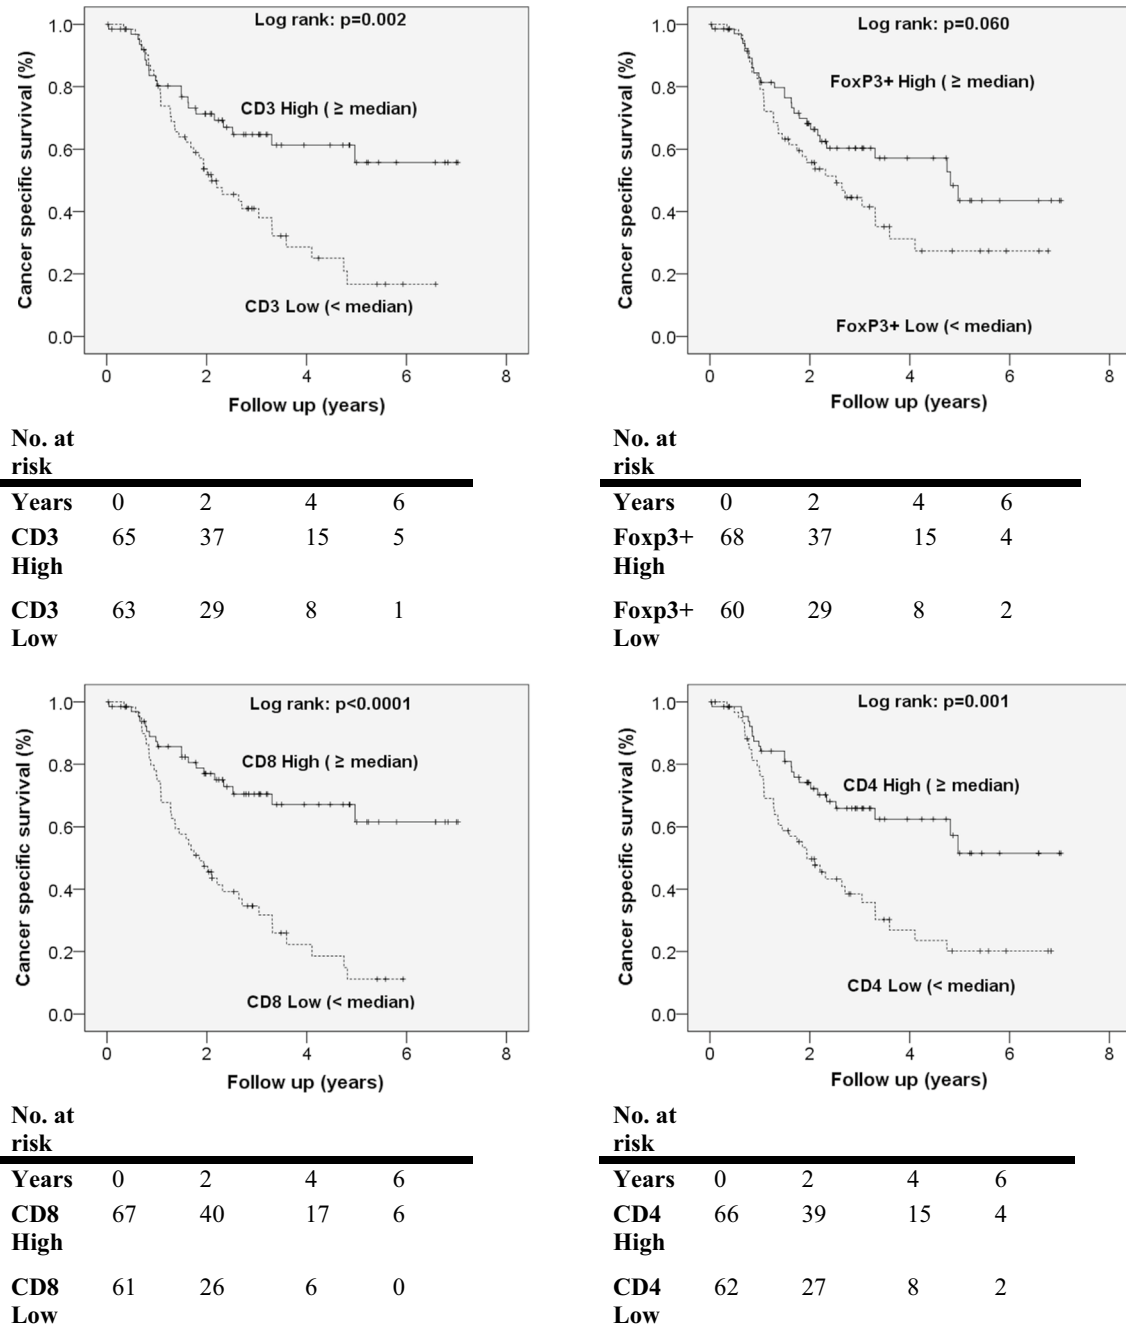 Log rank: p=0.002
1.0
0.8
0.6
0.4
0.2
0.0
Cancer specific survival (%)
CD3 High ( ≥ median)
CD3 Low (< median)
0 2 4 6 8
Follow up (years)
No. at
risk
Years 0 2 4 6
CD3 65 37 15 5
High
CD3 63 29 8 1
Low
Log rank: p=0.060
1.0
0.8
0.6
0.4
0.2
0.0
Cancer specific survival (%)
FoxP3+ High ( ≥ median)
FoxP3+ Low (< median)
0 2 4 6 8
Follow up (years)
No. at
risk
Years 0 2 4 6
Foxp3+ 68 37 15 4
High
Foxp3+ 60 29 8 2
Low
Log rank: p<0.0001
1.0
0.8
0.6
0.4
0.2
0.0
Cancer specific survival (%)
CD8 High ( ≥ median)
CD8 Low (< median)
0 2 4 6 8
Follow up (years)
No. at
risk
Years 0 2 4 6
CD8 67 40 17 6
High
CD8 61 26 6 0
Low
Log rank: p=0.001
1.0
0.8
0.6
0.4
0.2
0.0
Cancer specific survival (%)
CD4 High ( ≥ median)
CD4 Low (< median)
0 2 4 6 8
Follow up (years)
No. at
risk
Years 0 2 4 6
CD4 66 39 15 4
High
CD4 62 27 8 2
Low